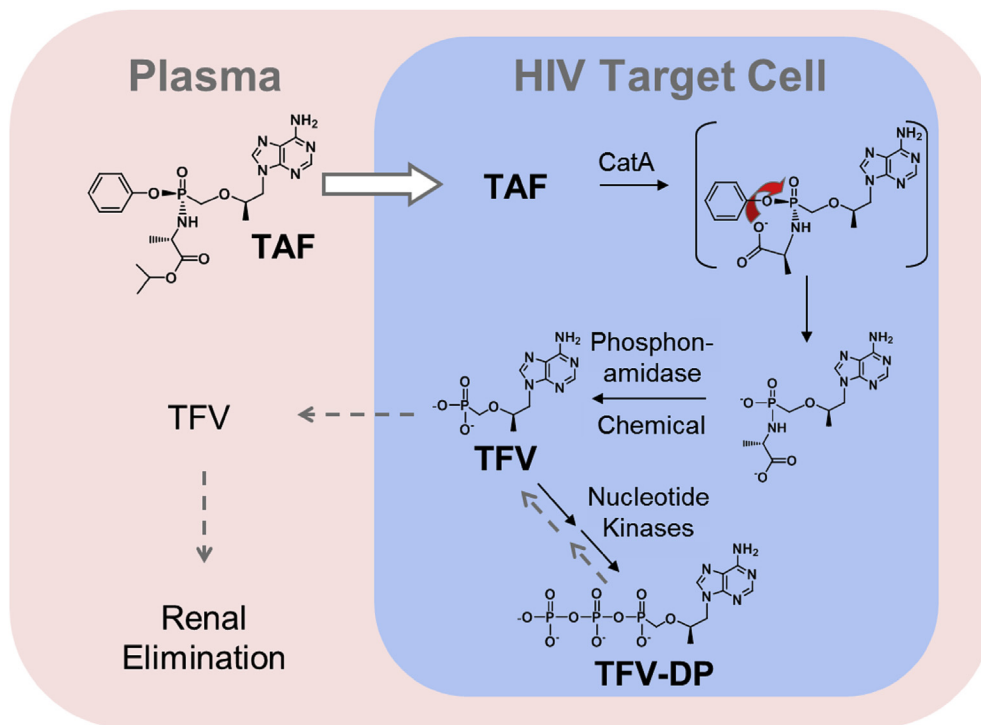 Plasma
HIV Target Cell
TAF
TAF
CatA
Phosphon-
amidase
Chemical
TFV
TFV
Nucleotide
Kinases
Renal
Elimination
TFV-DP
NH₂
N
N
N
N
O
O
P
O
NH
O
O
NH₂
N
N
N
N
O
O
P
O
O-
NH
O
NH₂
N
N
N
N
O
-O
P
O
O-
NH₂
N
N
N
N
O
-O
P
O
NH
O
-O
NH₂
N
N
N
N
O
O
O
-O
P
O
P
O
P
O
O-
O-
O-